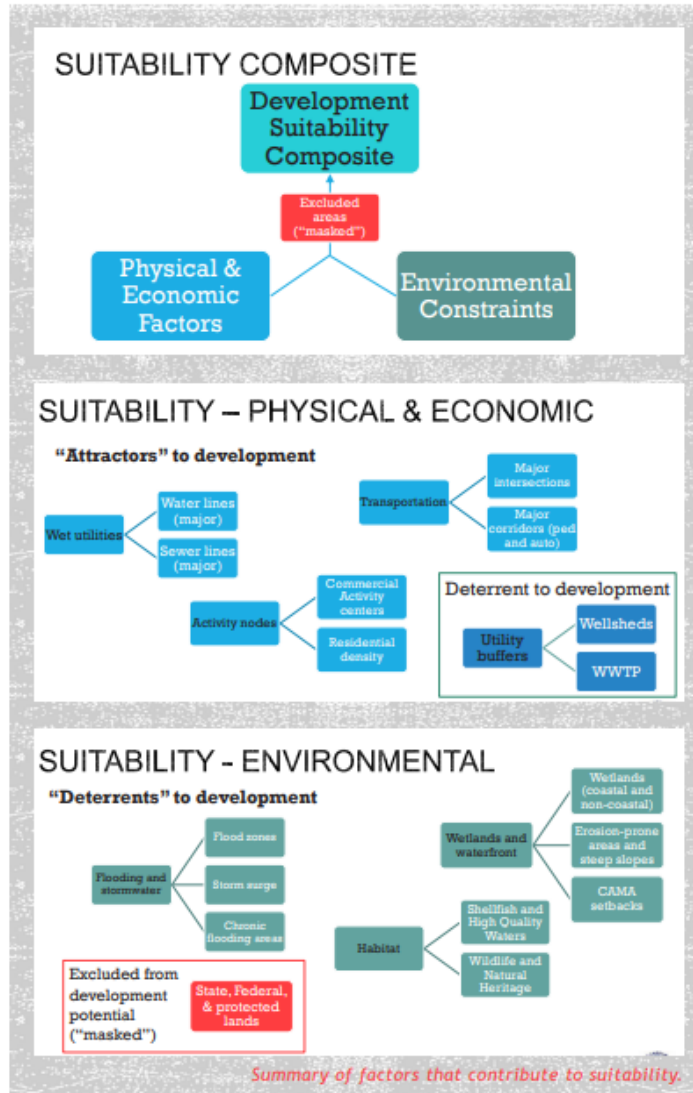 SUITABILITY COMPOSITE
Development
Suitability
Composite
Excluded
areas
("masked")
Physical &
Economic
Factors
Environmental
Constraints
SUITABILITY – PHYSICAL & ECONOMIC
"Attractors" to development
Wet utilities
Water lines
(major)
Sewer lines
(major)
Transportation
Major
intersections
Major
corridors (ped
and auto)
Activity nodes
Commercial
Activity
centers
Residential
density
Deterrent to development
Utility
buffers
Wellsheds
WWTP
SUITABILITY - ENVIRONMENTAL
"Deterrents" to development
Flooding and
stormwater
Flood zones
Storm surge
Chronic
flooding areas
Wetlands and
waterfront
Wetlands
(coastal and
non-coastal)
Erosion-prone
areas and
steep slopes
CAMA
setbacks
Habitat
Shellfish and
High Quality
Waters
Wildlife and
Natural
Heritage
Excluded from
development
potential
("masked")
State, Federal,
& protected
lands
Summary of factors that contribute to suitability.